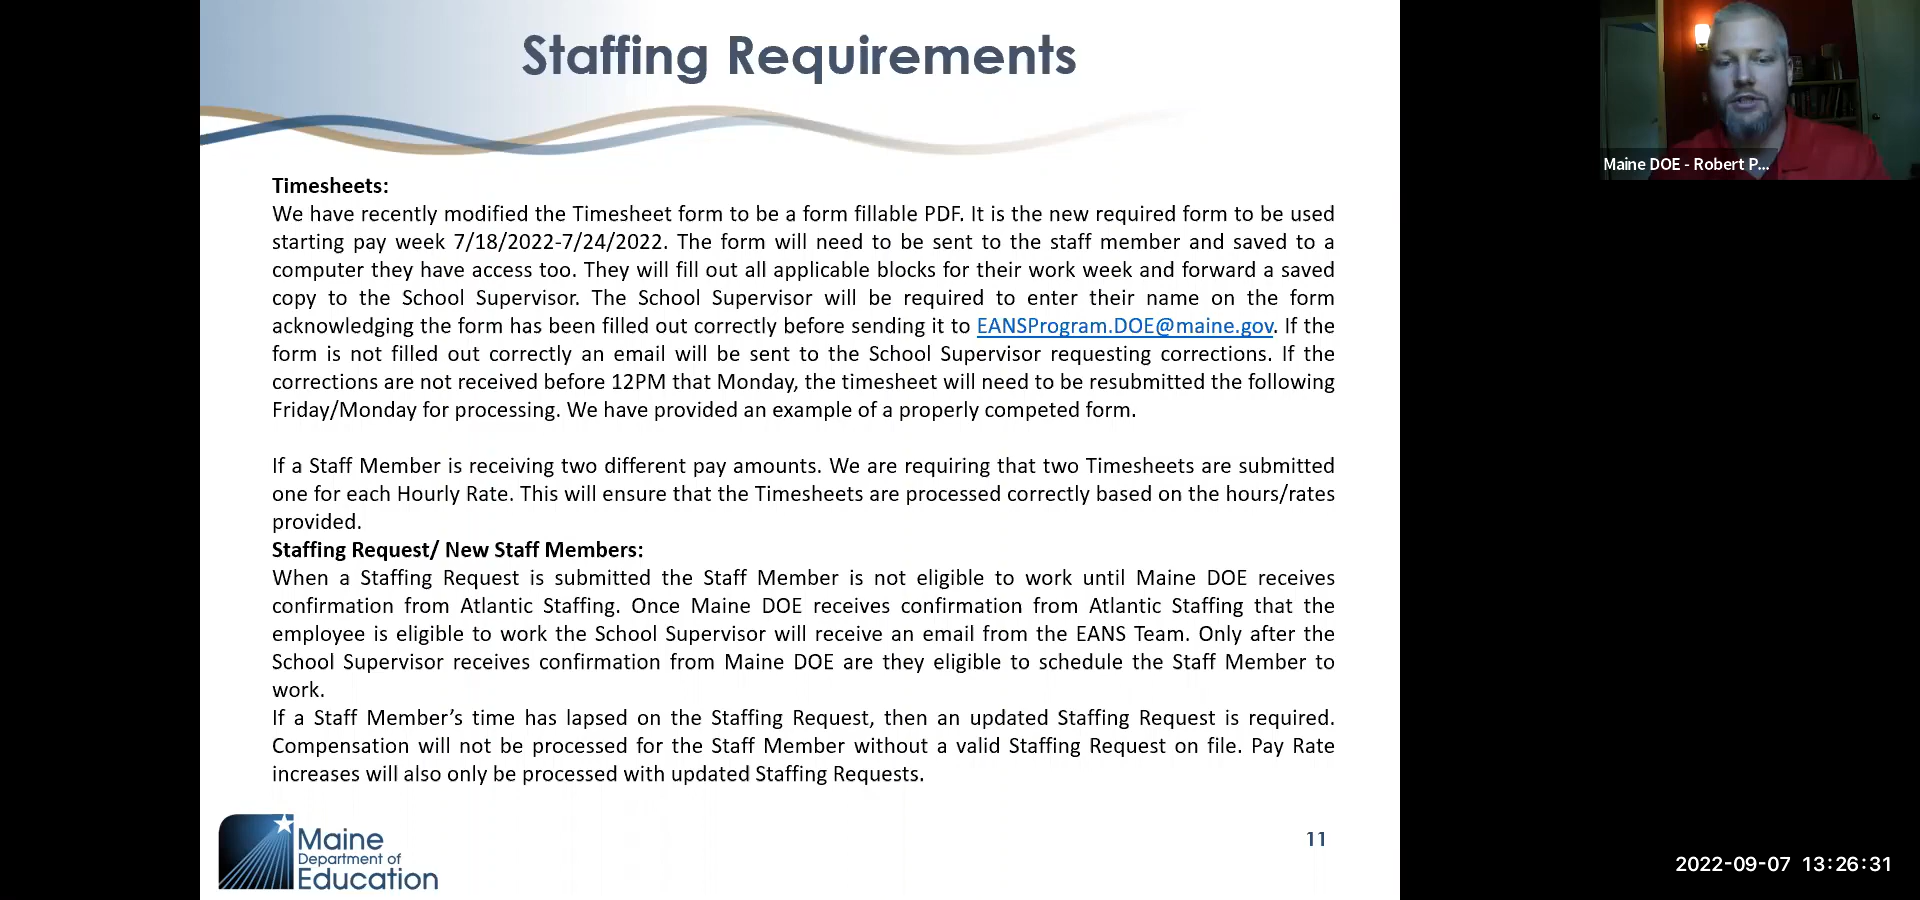 Staffing Requirements
Maine DOE - Robert P...
Timesheets:
We have recently modified the Timesheet form to be a form fillable PDF. It is the new required form to be used
starting pay week 7/18/2022-7/24/2022. The form will need to be sent to the staff member and saved to a
computer they have access too. They will fill out all applicable blocks for their work week and forward a saved
copy to the School Supervisor. The School Supervisor will be required to enter their name on the form
acknowledging the form has been filled out correctly before sending it to EANSProgram.DOE@maine.gov. If the
form is not filled out correctly an email will be sent to the School Supervisor requesting corrections. If the
corrections are not received before 12PM that Monday, the timesheet will need to be resubmitted the following
Friday/Monday for processing. We have provided an example of a properly competed form.
If a Staff Member is receiving two different pay amounts. We are requiring that two Timesheets are submitted
one for each Hourly Rate. This will ensure that the Timesheets are processed correctly based on the hours/rates
provided.
Staffing Request/ New Staff Members:
When a Staffing Request is submitted the Staff Member is not eligible to work until Maine DOE receives
confirmation from Atlantic Staffing. Once Maine DOE receives confirmation from Atlantic Staffing that the
employee is eligible to work the School Supervisor will receive an email from the EANS Team. Only after the
School Supervisor receives confirmation from Maine DOE are they eligible to schedule the Staff Member to
work.
If a Staff Member’s time has lapsed on the Staffing Request, then an updated Staffing Request is required.
Compensation will not be processed for the Staff Member without a valid Staffing Request on file. Pay Rate
increases will also only be processed with updated Staffing Requests.
Maine
Department of
Education
11
2022-09-07 13:26:31